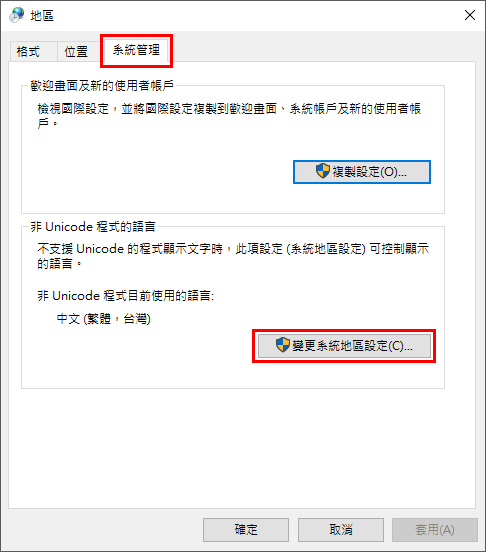 地區
格式
位置
系統管理
歡迎畫面及新的使用者帳戶
檢視國際設定，並將國際設定複製到歡迎畫面、系統帳戶及新的使用者帳
戶。
複製設定(O)...
非 Unicode 程式的語言
不支援 Unicode 的程式顯示文字時，此項設定 (系統地區設定) 可控制顯示
的語言。
非 Unicode 程式目前使用的語言:
中文 (繁體，台灣)
變更系統地區設定(C)...
確定
取消
套用(A)